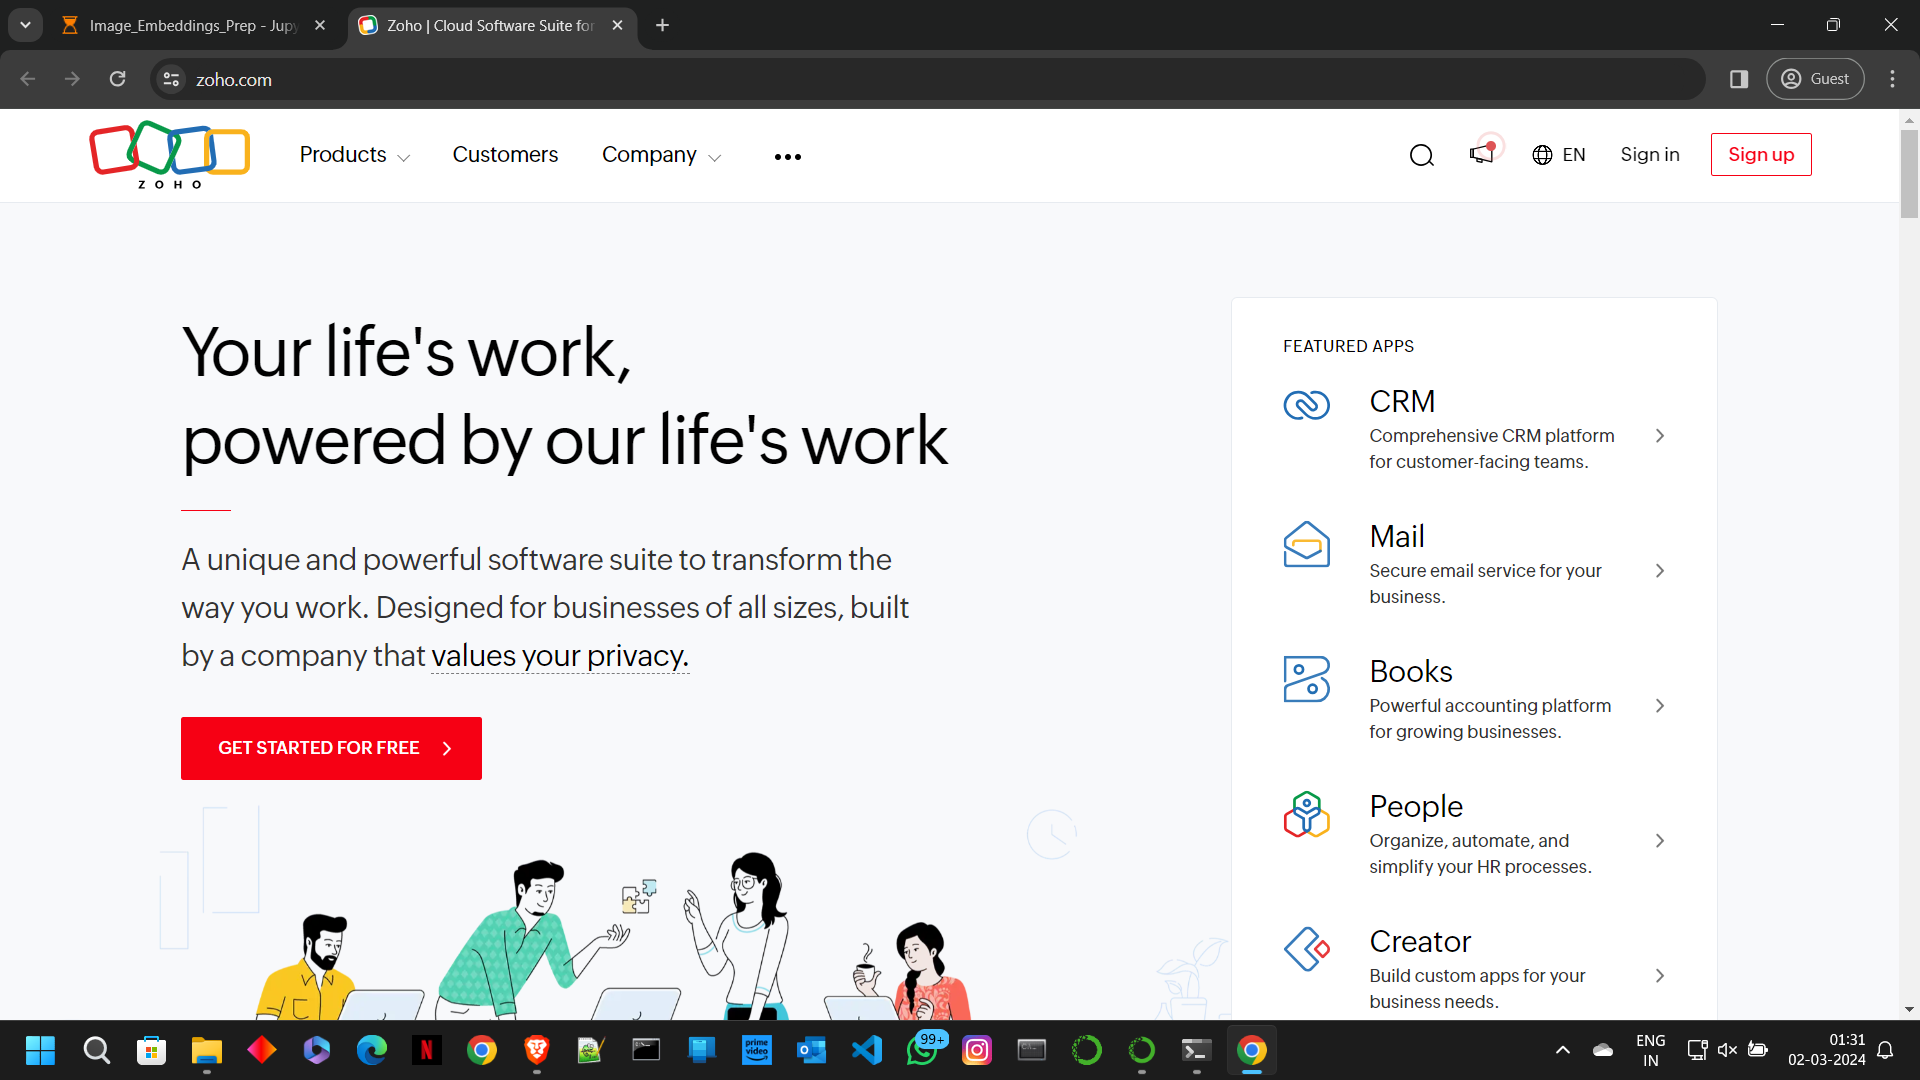 Image_Embeddings_Prep - Jupy
Zoho | Cloud Software Suite for
zoho.com
Guest
ZOHO
Products
Customers
Company
EN
Sign in
Sign up
Your life's work,
powered by our life's work
A unique and powerful software suite to transform the
way you work. Designed for businesses of all sizes, built
by a company that values your privacy.
GET STARTED FOR FREE
FEATURED APPS
CRM
Comprehensive CRM platform
for customer-facing teams.
Mail
Secure email service for your
business.
Books
Powerful accounting platform
for growing businesses.
People
Organize, automate, and
simplify your HR processes.
Creator
Build custom apps for your
business needs.
prime
video
99+
ENG
IN
01:31
02-03-2024